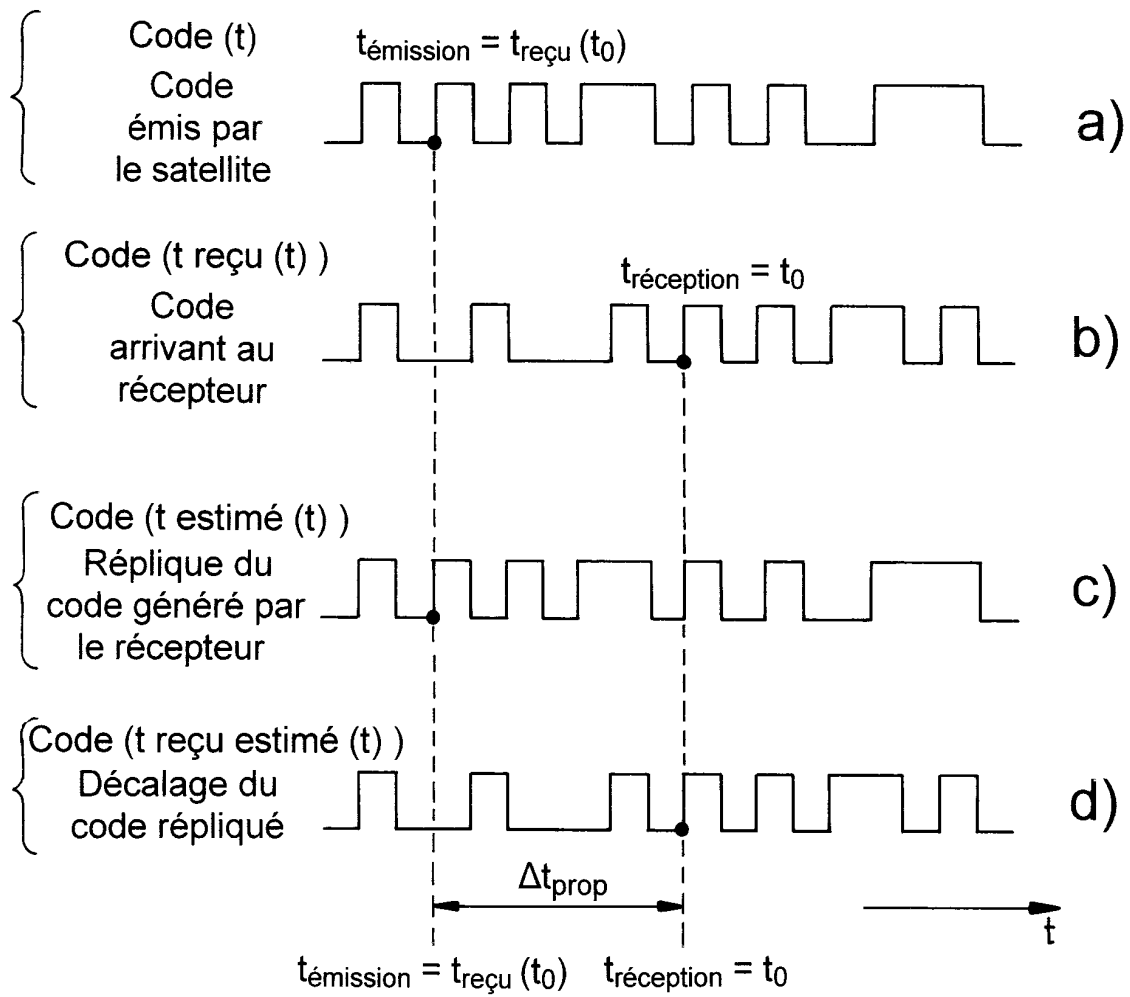 Code (t)
Code
émis par
le satellite
t émission = t reçu (t0)
a)
Code (t reçu (t) )
Code
arrivant au
récepteur
t réception = t0
b)
Code (t estimé (t) )
Réplique du
code généré par
le récepteur
c)
Code (t reçu estimé (t) )
Décalage du
code répliqué
d)
Δt prop
t
t émission = t reçu (t0)
t réception = t0